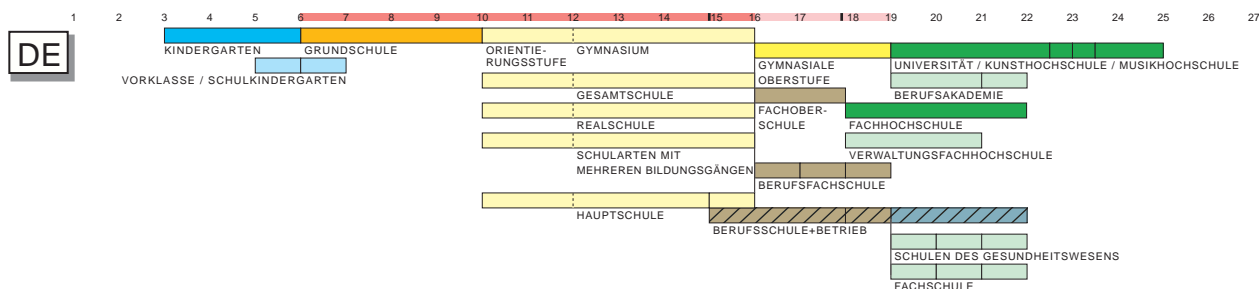 1 2 3 4 5 6 7 8 9 10 11 12 13 14 15 16 17 18 19 20 21 22 23 24 25 26 27
DE
KINDERGARTEN GRUNDSCHULE ORIENTIE- GYMNASIUM
RUNGSSTUFE
GYMNASIALE UNIVERSITÄT / KUNSTHOCHSCHULE / MUSIKHOCHSCHULE
VORKLASSE / SCHULKINDERGARTEN OBERSTUFE
GESAMTSCHULE BERUFSAKADEMIE
FACHOBER-
REALSCHULE SCHULE FACHHOCHSCHULE
SCHULARTEN MIT VERWALTUNGSFACHHOCHSCHULE
MEHREREN BILDUNGSGÄNGEN
BERUFSFACHSCHULE
HAUPTSCHULE
BERUFSSCHULE+BETRIEB
SCHULEN DES GESUNDHEITSWESENS
FACHSCHULE